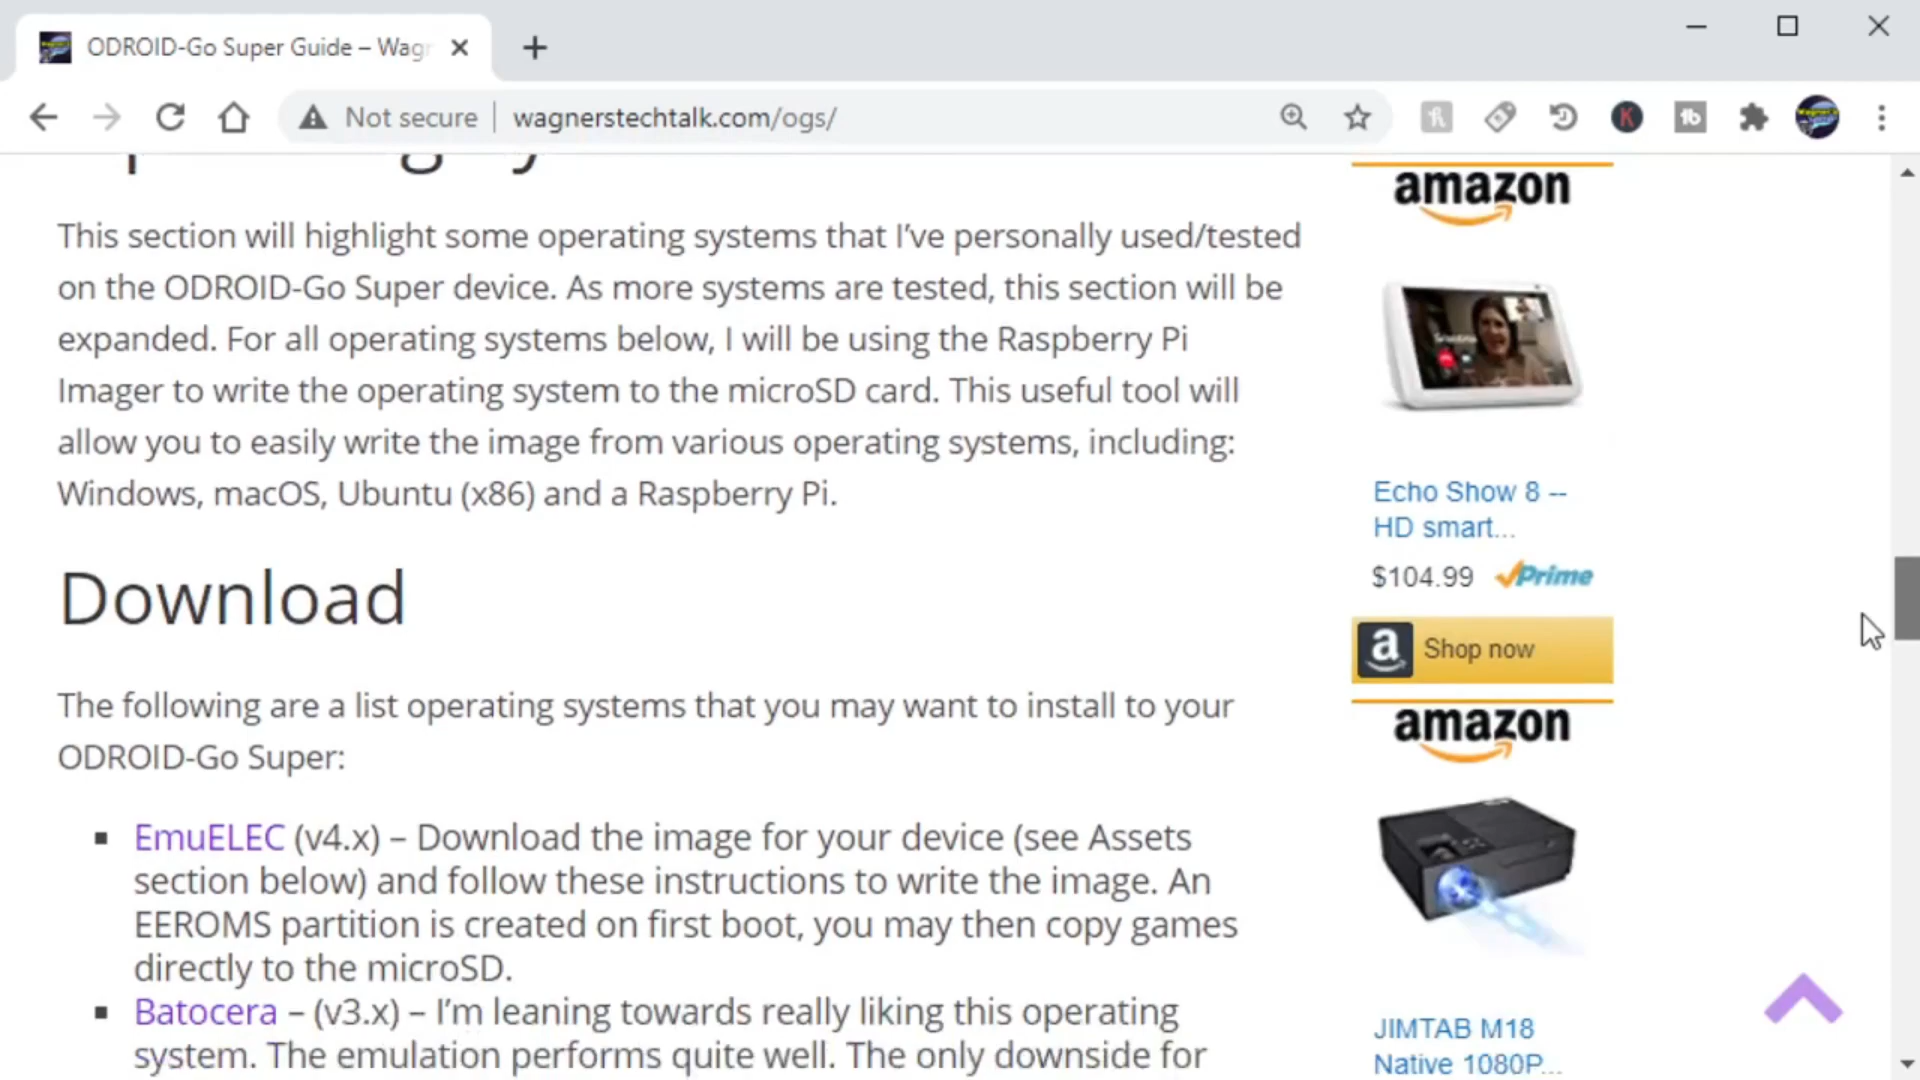 ODROID-Go Super Guide – Wag
Not secure
wagnerstechtalk.com/ogs/
This section will highlight some operating systems that I've personally used/tested
on the ODROID-Go Super device. As more systems are tested, this section will be
expanded. For all operating systems below, I will be using the Raspberry Pi
Imager to write the operating system to the microSD card. This useful tool will
allow you to easily write the image from various operating systems, including:
Windows, macOS, Ubuntu (x86) and a Raspberry Pi.
Download
The following are a list operating systems that you may want to install to your
ODROID-Go Super:
EmuELEC (v4.x) – Download the image for your device (see Assets
section below) and follow these instructions to write the image. An
EEROMS partition is created on first boot, you may then copy games
directly to the microSD.
Batocera – (v3.x) – I'm leaning towards really liking this operating
system. The emulation performs quite well. The only downside for
amazon
Echo Show 8 --
HD smart...
$104.99 Prime
a Shop now
amazon
JIMTAB M18
Native 1080P...